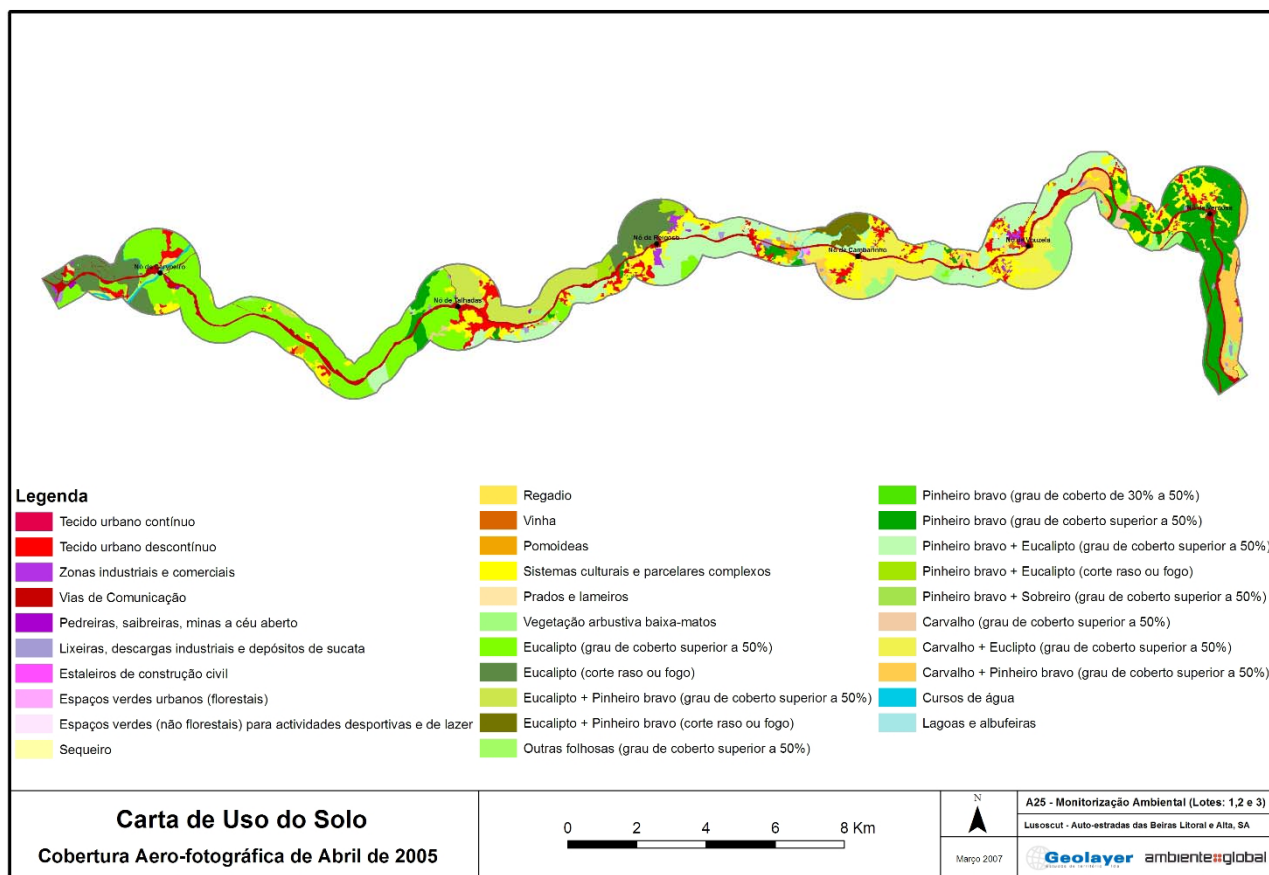 Nó de Talhadas
Nó de Cambarinho
Nó de Vouzela
Legenda
Tecido urbano contínuo
Tecido urbano descontínuo
Zonas industriais e comerciais
Vias de Comunicação
Pedreiras, saibreiras, minas a céu aberto
Lixeiras, descargas industriais e depósitos de sucata
Estaleiros de construção civil
Espaços verdes urbanos (florestais)
Espaços verdes (não florestais) para actividades desportivas e de lazer
Sequeiro
Regadio
Vinha
Pomoideas
Sistemas culturais e parcelares complexos
Prados e lameiros
Vegetação arbustiva baixa-matos
Eucalipto (grau de coberto superior a 50%)
Eucalipto (corte raso ou fogo)
Eucalipto + Pinheiro bravo (grau de coberto superior a 50%)
Eucalipto + Pinheiro bravo (corte raso ou fogo)
Outras folhosas (grau de coberto superior a 50%)
Pinheiro bravo (grau de coberto de 30% a 50%)
Pinheiro bravo (grau de coberto superior a 50%)
Pinheiro bravo + Eucalipto (grau de coberto superior a 50%)
Pinheiro bravo + Eucalipto (corte raso ou fogo)
Pinheiro bravo + Sobreiro (grau de coberto superior a 50%)
Carvalho (grau de coberto superior a 50%)
Carvalho + Euclipto (grau de coberto superior a 50%)
Carvalho + Pinheiro bravo (grau de coberto superior a 50%)
Cursos de água
Lagoas e albufeiras
Carta de Uso do Solo
Cobertura Aero-fotográfica de Abril de 2005
0 2 4 6 8 Km
N
Março 2007
A25 - Monitorização Ambiental (Lotes: 1,2 e 3)
Lusoscut - Auto-estradas das Beiras Litoral e Alta, SA
Geolayer
ambiente global